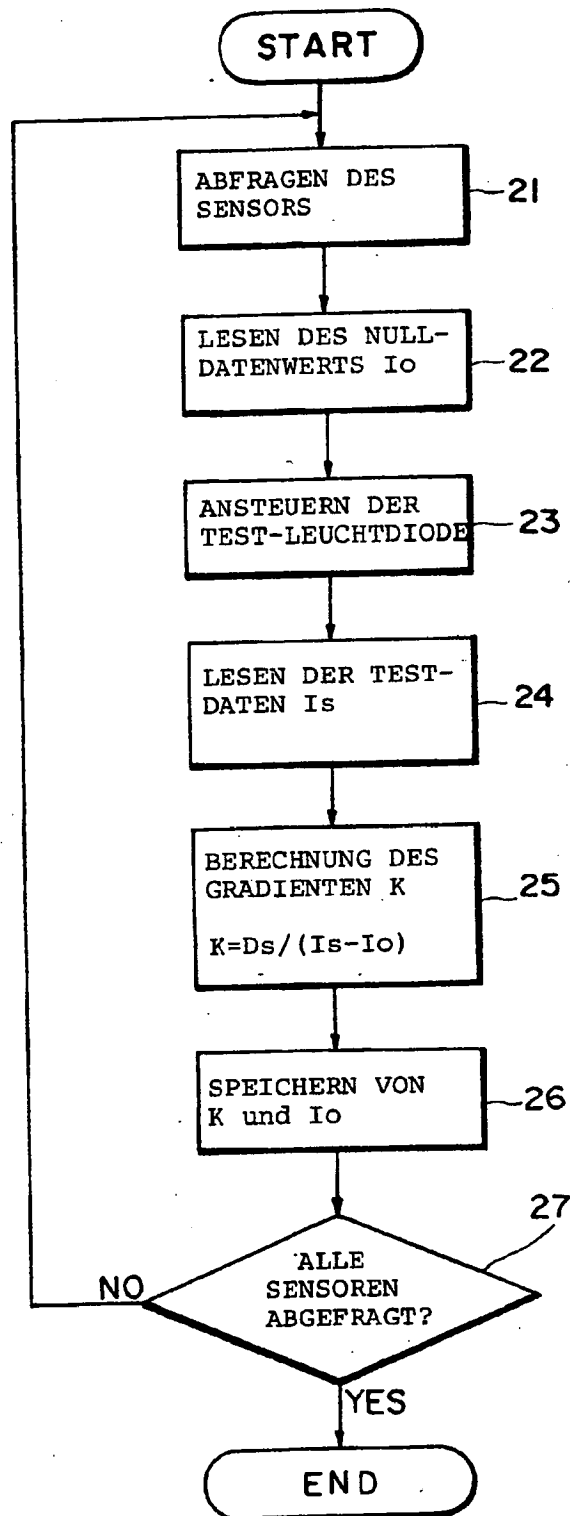 START
ABFRAGEN DES
SENSORS
21
LESEN DES NULL-
DATENWERTS Io
22
ANSTEUERN DER
TEST-LEUCHTDIODE
23
LESEN DER TEST-
DATEN Is
24
BERECHNUNG DES
GRADIENTEN K
K=Ds/(Is-Io)
25
SPEICHERN VON
K und Io
26
ALLE
SENSOREN
ABGEFRAGT?
27
NO
YES
END